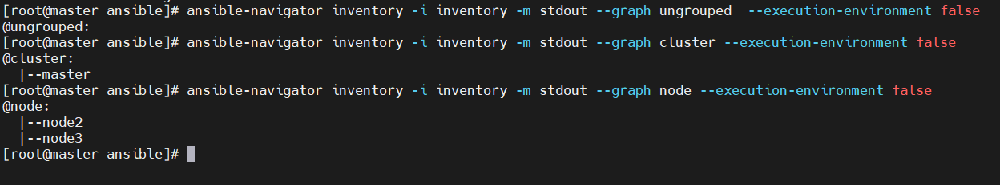 [root@master ansible]# ansible-navigator inventory -i inventory -m stdout --graph ungrouped  --execution-environment false
@ungrouped:
[root@master ansible]# ansible-navigator inventory -i inventory -m stdout --graph cluster --execution-environment false
@cluster:
  |--master
[root@master ansible]# ansible-navigator inventory -i inventory -m stdout --graph node --execution-environment false
@node:
  |--node2
  |--node3
[root@master ansible]#